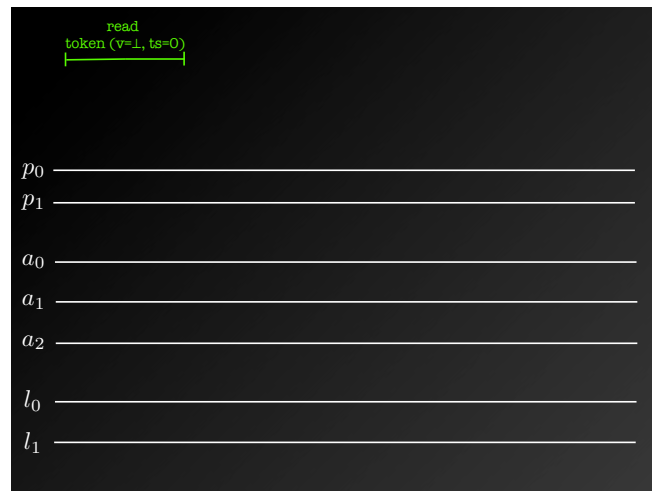 read
token (v=⊥, ts=0)
p₀
p₁
a₀
a₁
a₂
l₀
l₁